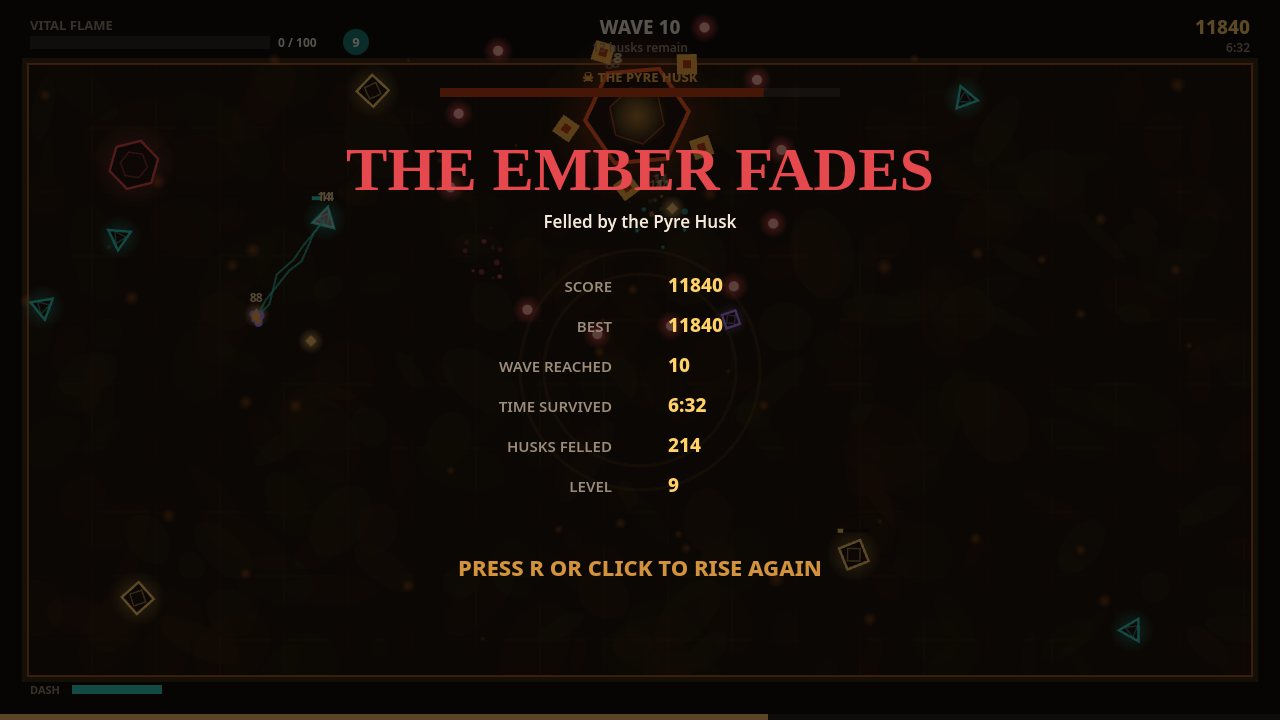 VITAL FLAME
0 / 100
9
WAVE 10
husks remain
11840
6:32
☠ THE PYRE HUSK
THE EMBER FADES
Felled by the Pyre Husk
88
SCORE 11840
BEST 11840
WAVE REACHED 10
TIME SURVIVED 6:32
HUSKS FELLED 214
LEVEL 9
PRESS R OR CLICK TO RISE AGAIN
DASH